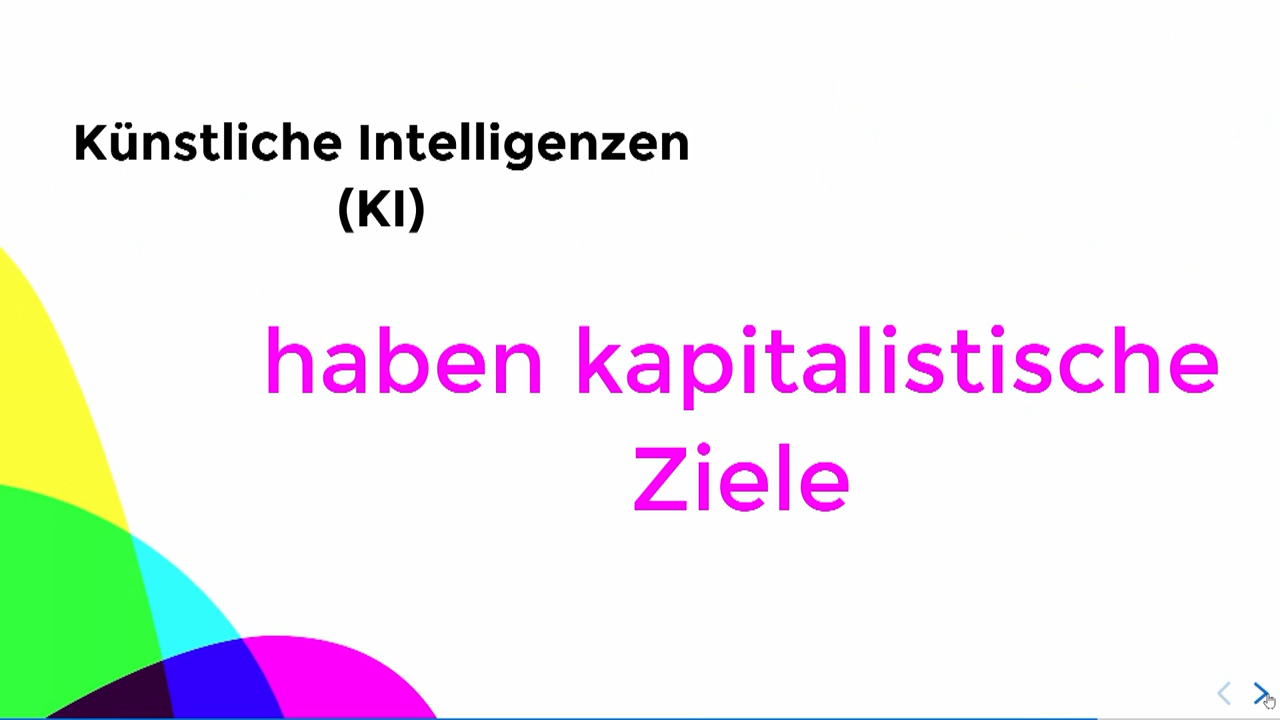 Künstliche Intelligenzen
(KI)
haben kapitalistische
Ziele